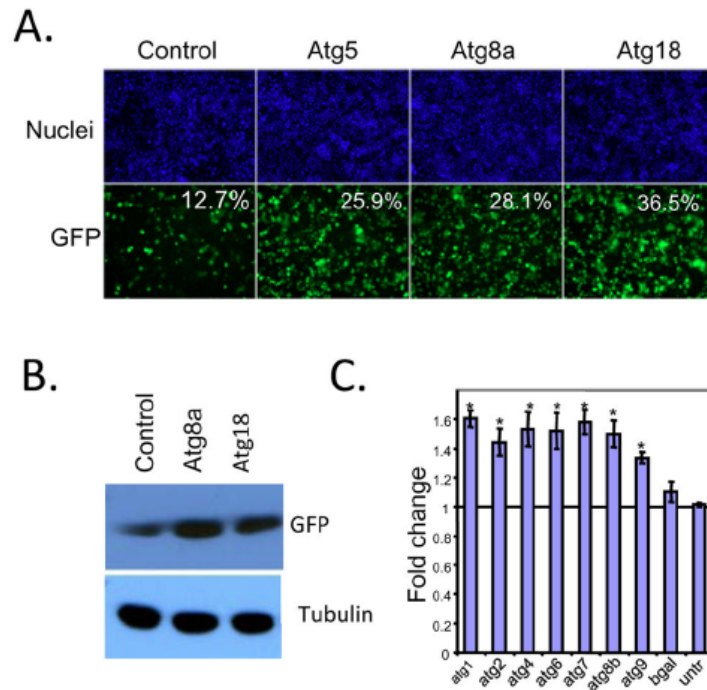 A.
Control Atg5 Atg8a Atg18
Nuclei
12.7% 25.9% 28.1% 36.5%
GFP
B.
Control Atg8a Atg18
GFP
Tubulin
C.
Fold change
1.6
1.4
1.2
1
0.8
0.6
0.4
0.2
0
* * * * * * *
atg1 atg2 atg4 atg6 atg7 atg8b atg9 bgal untr